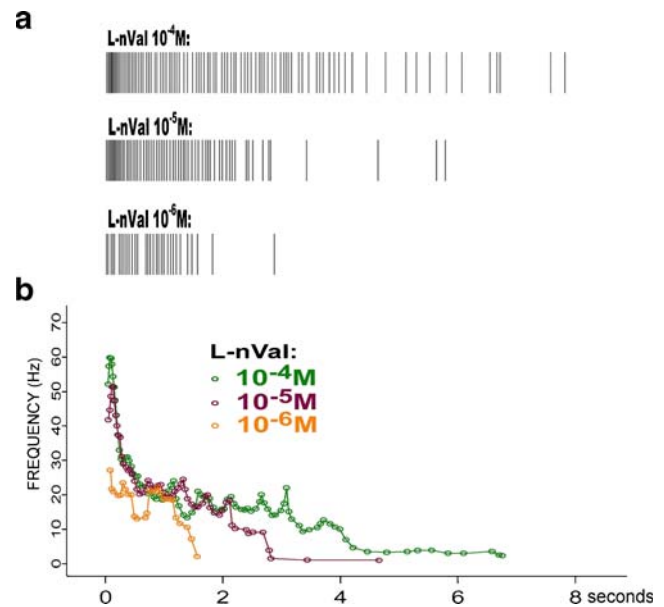 a
L-nVal 10⁻⁴M:
L-nVal 10⁻⁵M:
L-nVal 10⁻⁶M:
b
FREQUENCY (Hz)
70
60
50
40
30
20
10
0
L-nVal:
10⁻⁴M
10⁻⁵M
10⁻⁶M
0 2 4 6 8 seconds